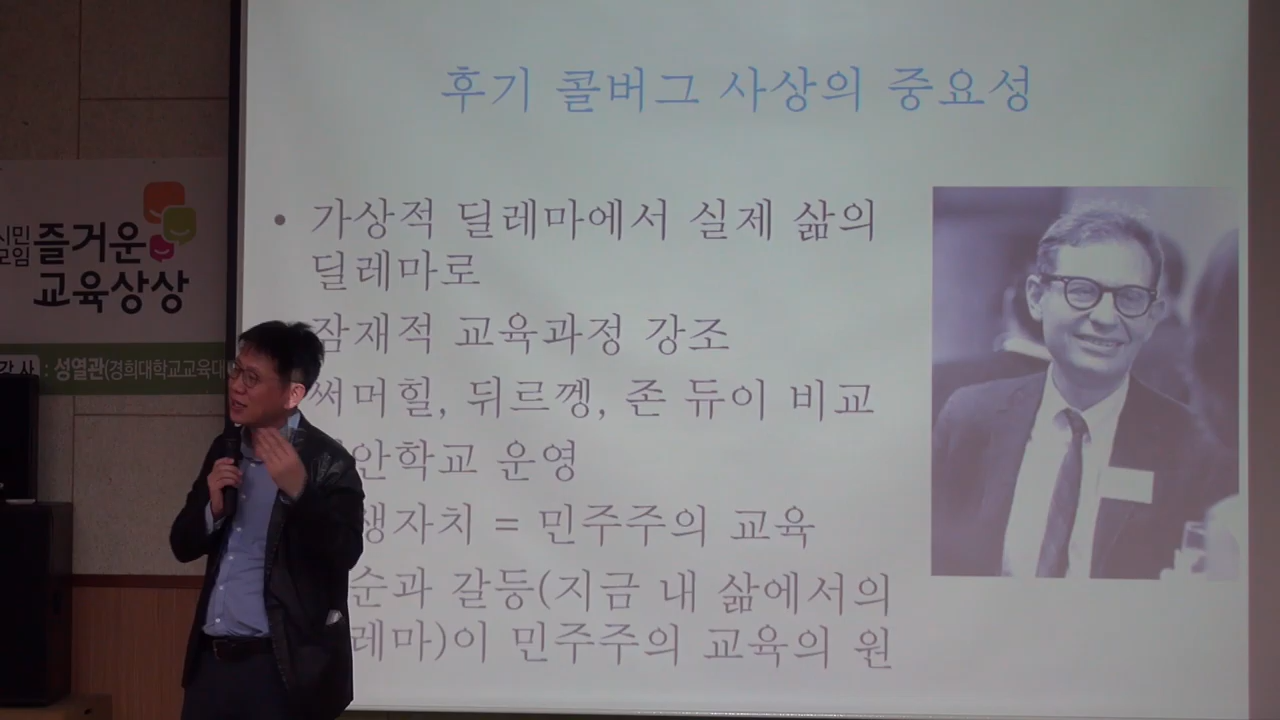 후기 콜버그 사상의 중요성
• 가상적 딜레마에서 실제 삶의
딜레마로
잠재적 교육과정 강조
써머힐, 뒤르껭, 존 듀이 비교
안학교 운영
생자치 = 민주주의 교육
순과 갈등(지금 내 삶에서의
레마)이 민주주의 교육의 원
시민
모임
즐거운
교육상상
강사 : 성열관(경희대학교교육대